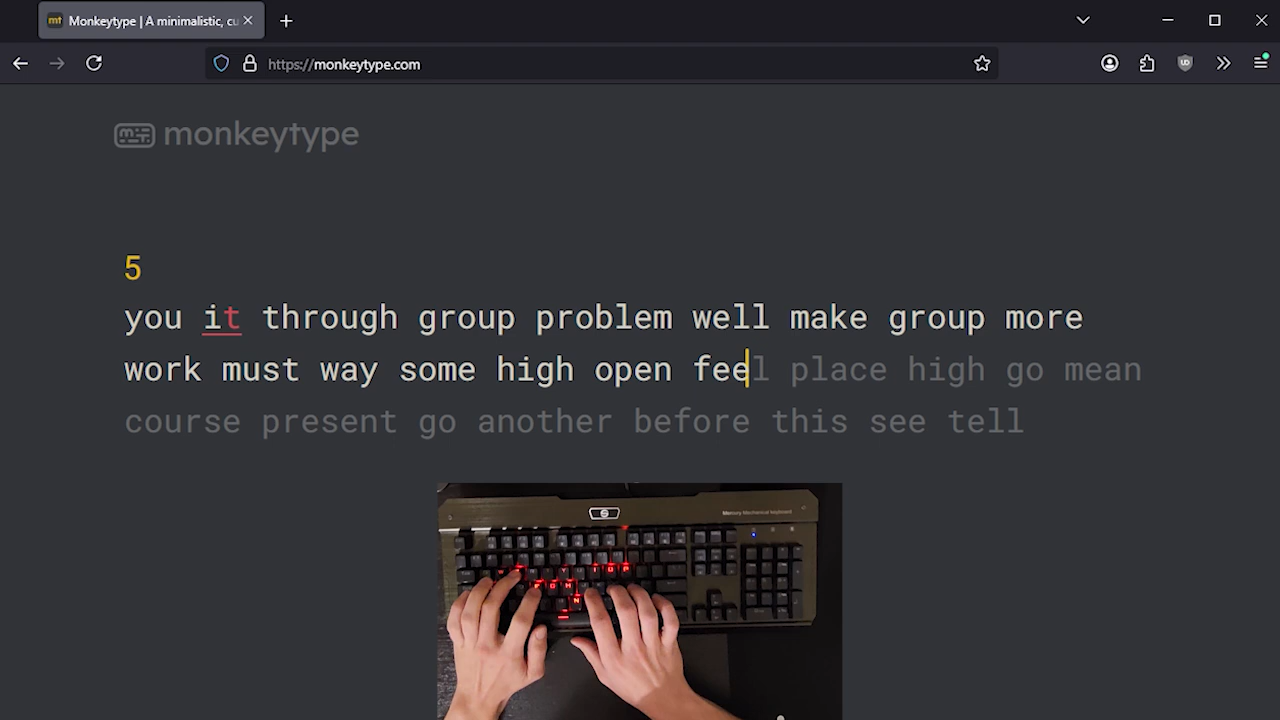 Monkeytype | A minimalistic, cu
https://monkeytype.com
monkeytype
5
you it through group problem well make group more
work must way some high open feel place high go mean
course present go another before this see tell
Mercury Mechanical keyboard